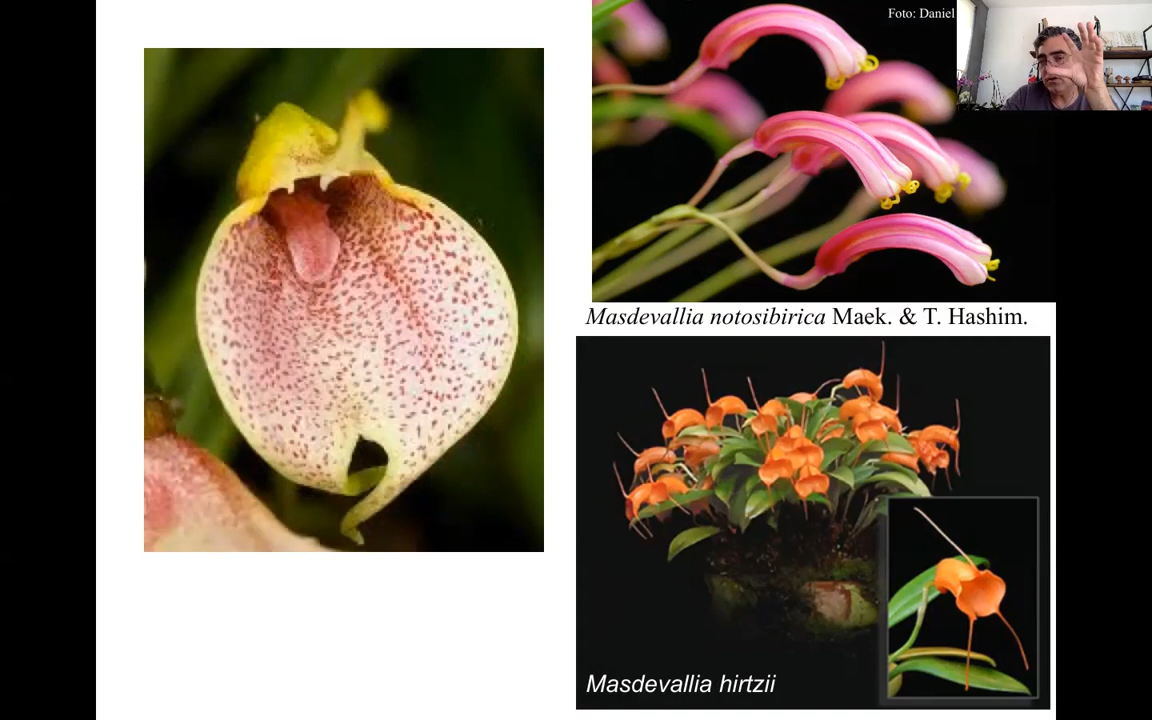 Foto: Daniel
Masdevallia notosibirica Maek. & T. Hashim.
Masdevallia hirtzii